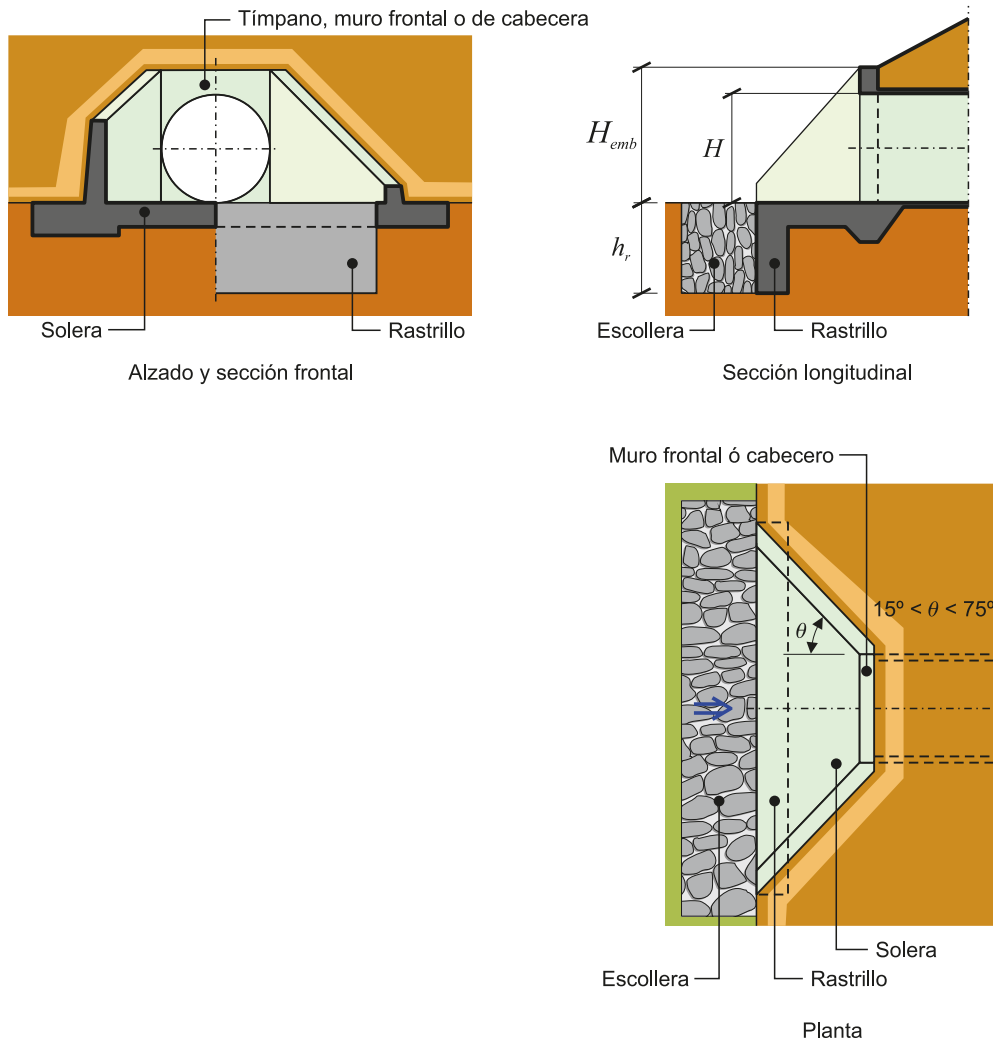 Tímpano, muro frontal o de cabecera
Solera
Rastrillo
Alzado y sección frontal
H_emb
H
h_r
Escollera
Rastrillo
Sección longitudinal
Muro frontal ó cabecero
15º < θ < 75º
θ
Solera
Escollera
Rastrillo
Planta